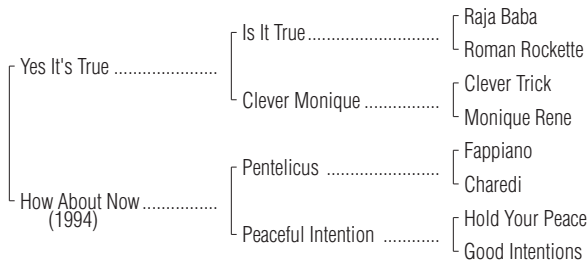 Raja Baba
Is It True
Roman Rockette
Yes It's True
Clever Trick
Clever Monique
Monique Rene
Fappiano
Pentelicus
Charedi
How About Now
(1994)
Hold Your Peace
Peaceful Intention
Good Intentions